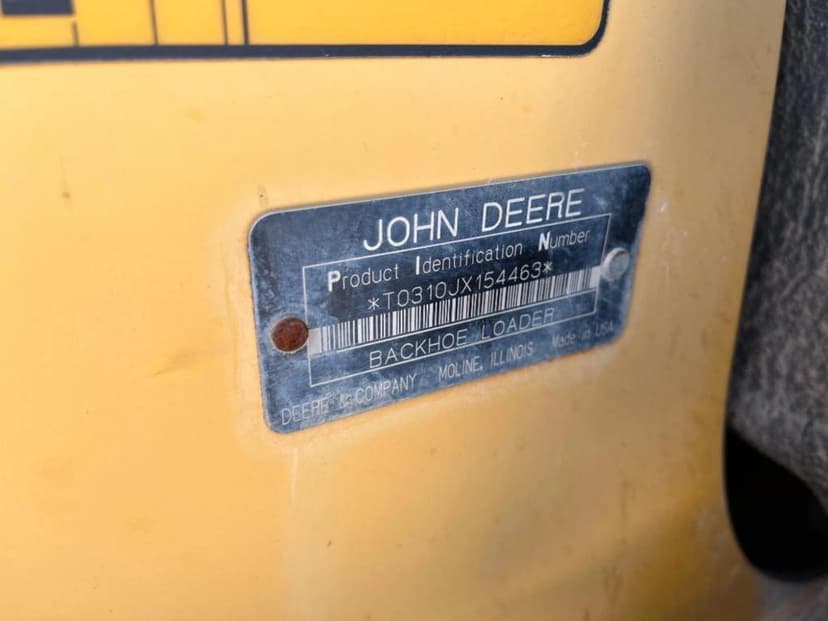 JOHN DEERE
Product Identification Number
*T0310JX154463*
BACKHOE LOADER
DEERE & COMPANY MOLINE, ILLINOIS Made in USA